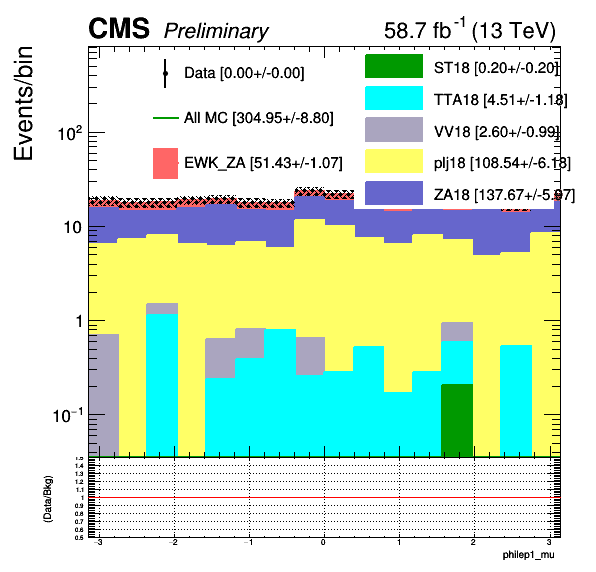 CMS Preliminary 58.7 fb⁻¹ (13 TeV)
Events/bin
Data [0.00+/-0.00]
All MC [304.95+/-8.80]
EWK_ZA [51.43+/-1.07]
ST18 [0.20+/-0.20]
TTA18 [4.51+/-1.18]
VV18 [2.60+/-0.99]
plj18 [108.54+/-6.18]
ZA18 [137.67+/-5.97]
10²
10
1
10⁻¹
(Data/Bkg)
1.5
1.4
1.3
1.2
1.1
1
0.9
0.8
0.7
0.6
0.5
−3 −2 −1 0 1 2 3
philep1_mu